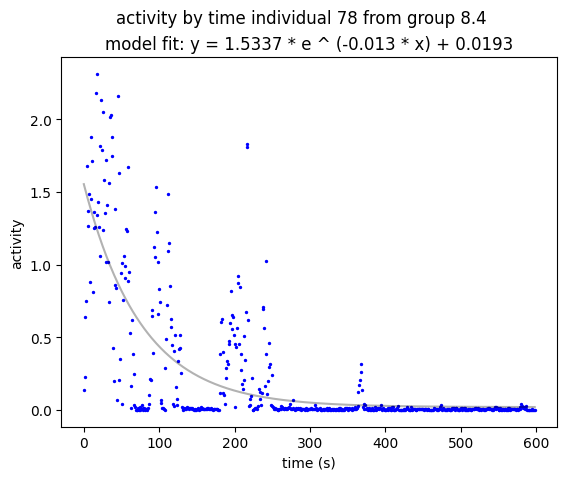 activity by time individual 78 from group 8.4
model fit: y = 1.5337 * e ^ (-0.013 * x) + 0.0193
2.0
1.5
1.0
0.5
0.0
activity
0 100 200 300 400 500 600
time (s)